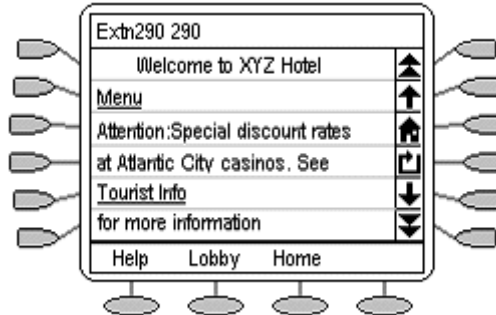 Extn290 290
Welcome to XYZ Hotel
Menu
Attention:Special discount rates
at Atlantic City casinos. See
Tourist Info
for more information
Help Lobby Home